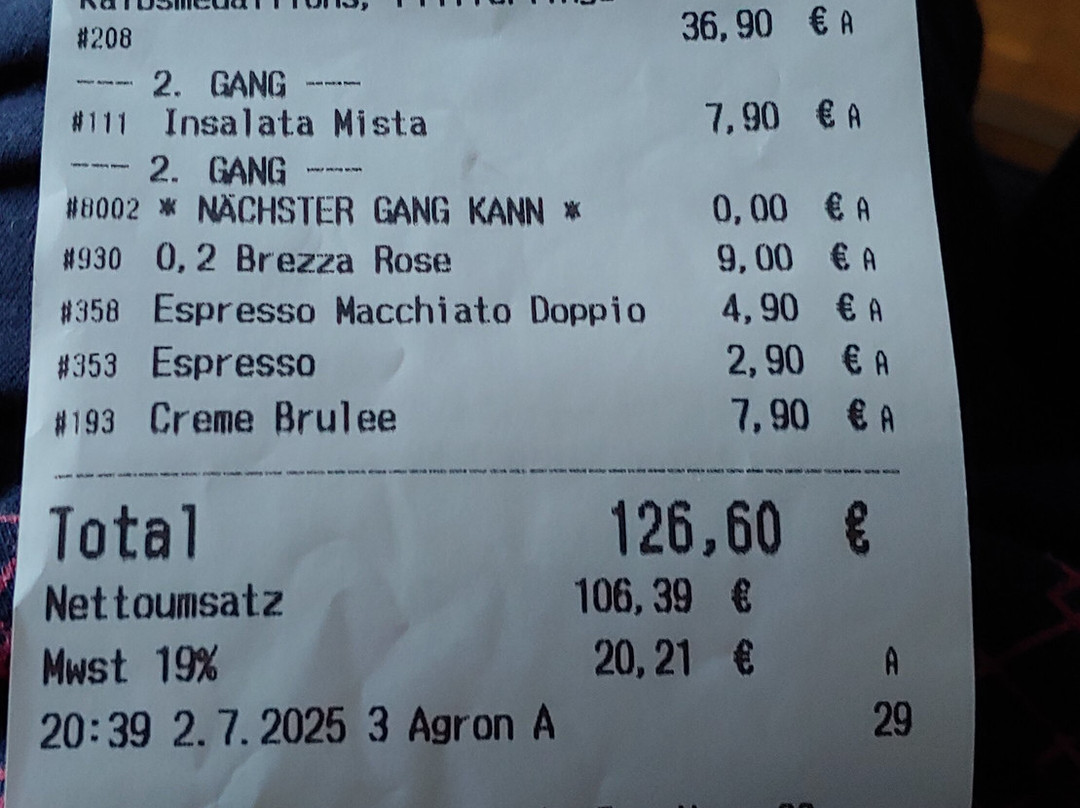 Kalbsmedaillions, Pfifferlinge
#208 36,90 € A
--- 2. GANG ---
#111 Insalata Mista 7,90 € A
--- 2. GANG ---
#8002 * NÄCHSTER GANG KANN * 0,00 € A
#930 0,2 Brezza Rose 9,00 € A
#358 Espresso Macchiato Doppio 4,90 € A
#353 Espresso 2,90 € A
#193 Creme Brulee 7,90 € A
Total 126,60 €
Nettoumsatz 106,39 €
Mwst 19% 20,21 € A
20:39 2.7.2025 3 Agron A 29